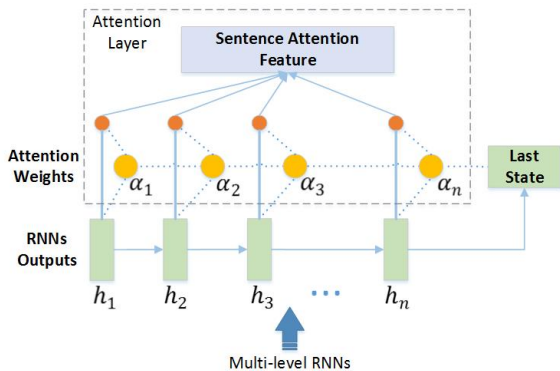 Attention
Layer
Sentence Attention
Feature
Attention
Weights
α1
α2
α3
αn
Last
State
RNNs
Outputs
h1
h2
h3
...
hn
Multi-level RNNs